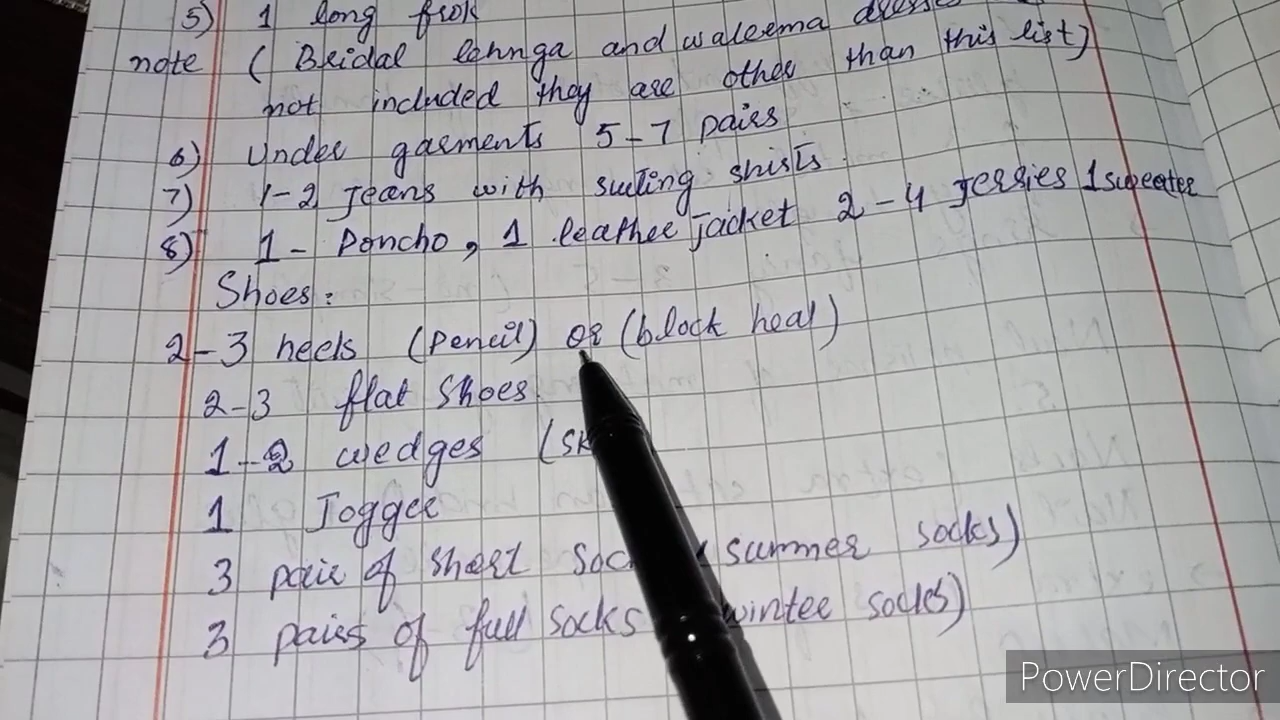 5) 1 long frok
note ( Bridal lehnga and waleema dresses
not included they are other than this list)
6) Under garments 5-7 pairs
7) 1-2 Jeans with suiting shirts
8) 1- Poncho, 1 leather Jacket 2-4 Jersies 1 sweater
Shoes:
2-3 heels (Pencil) or (block heal)
2-3 flat shoes.
1-2 wedges
1 Jogger
3 pair of short summer socks)
3 pairs of full socks winter socks)
PowerDirector